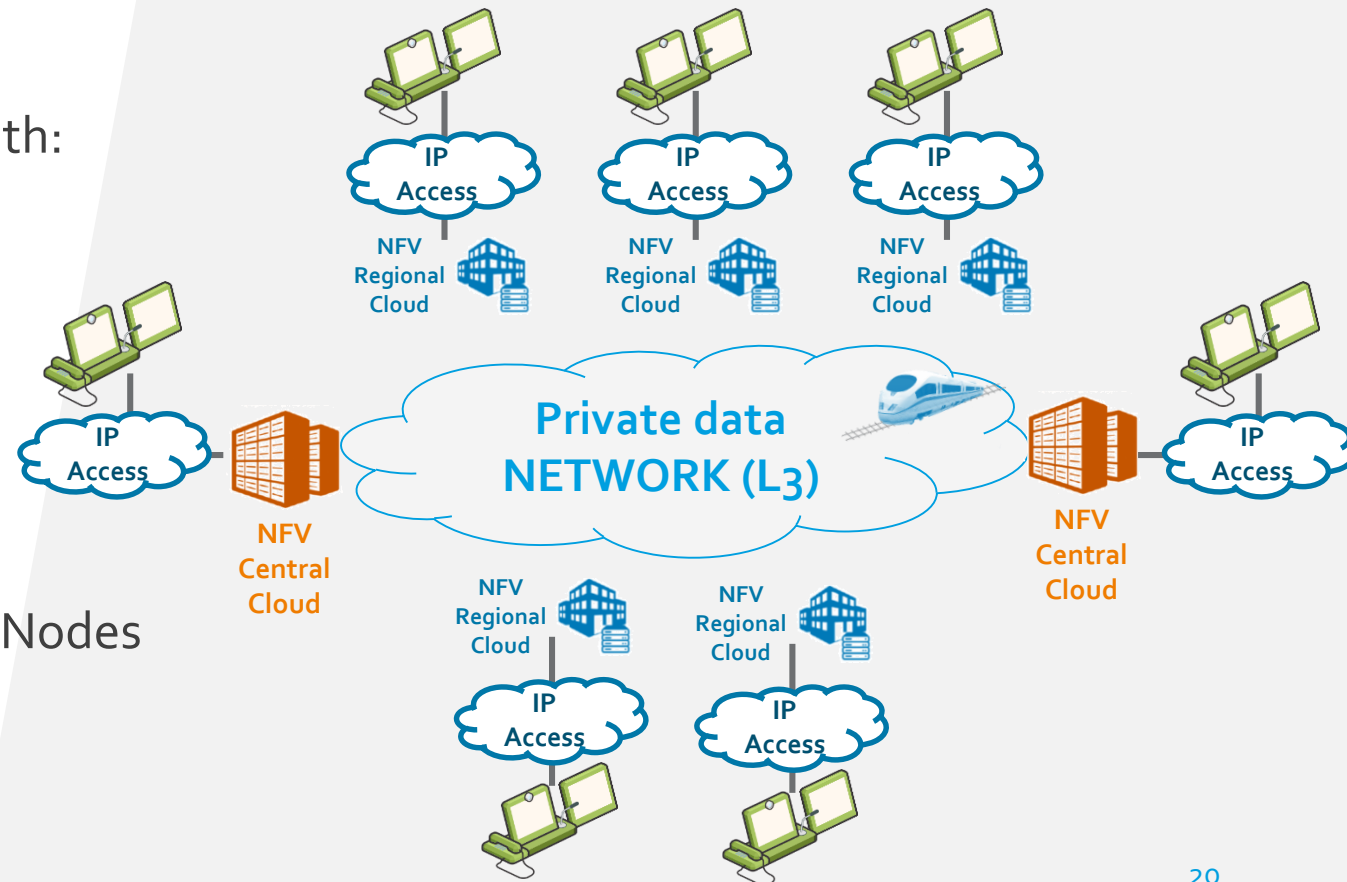 th:
IP
Access
NFV
Regional
Cloud
IP
Access
NFV
Regional
Cloud
IP
Access
NFV
Regional
Cloud
IP
Access
NFV
Central
Cloud
Private data
NETWORK (L3)
NFV
Central
Cloud
IP
Access
Nodes
NFV
Regional
Cloud
IP
Access
NFV
Regional
Cloud
IP
Access
20